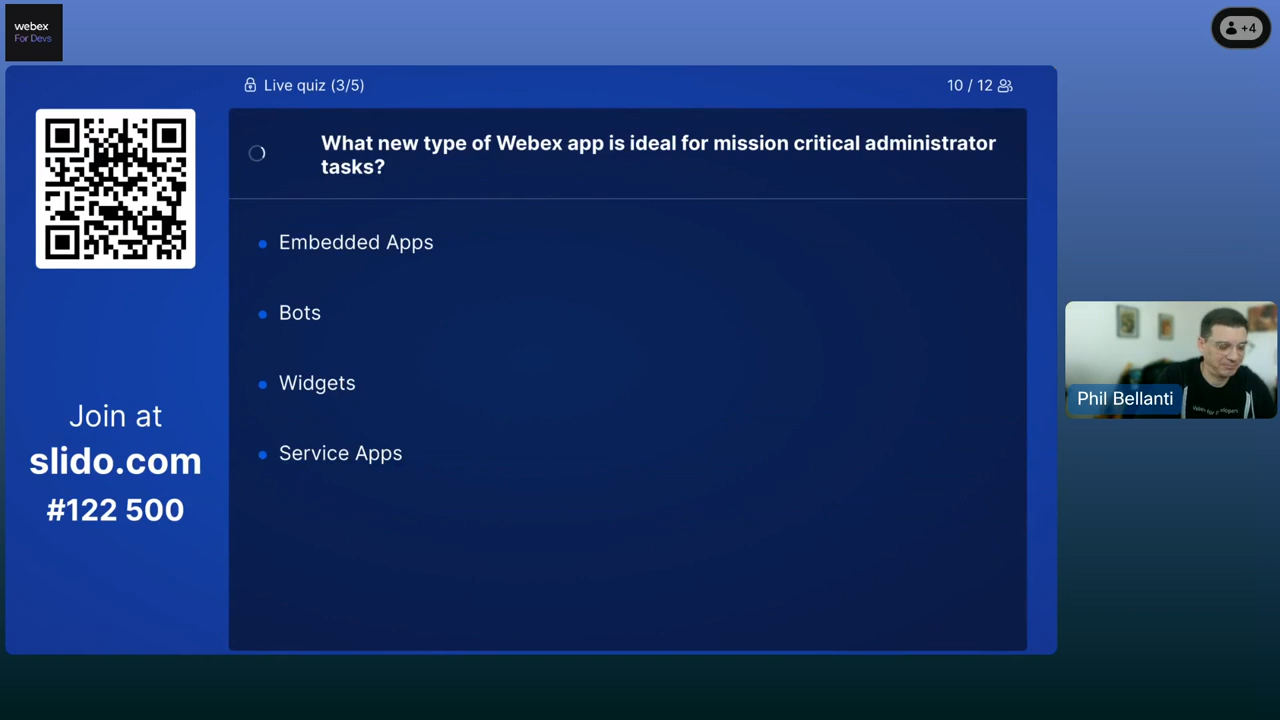 webex
For Devs
+4
Live quiz (3/5)
10 / 12
What new type of Webex app is ideal for mission critical administrator
tasks?
Embedded Apps
Bots
Widgets
Service Apps
Join at
slido.com
#122 500
Phil Bellanti